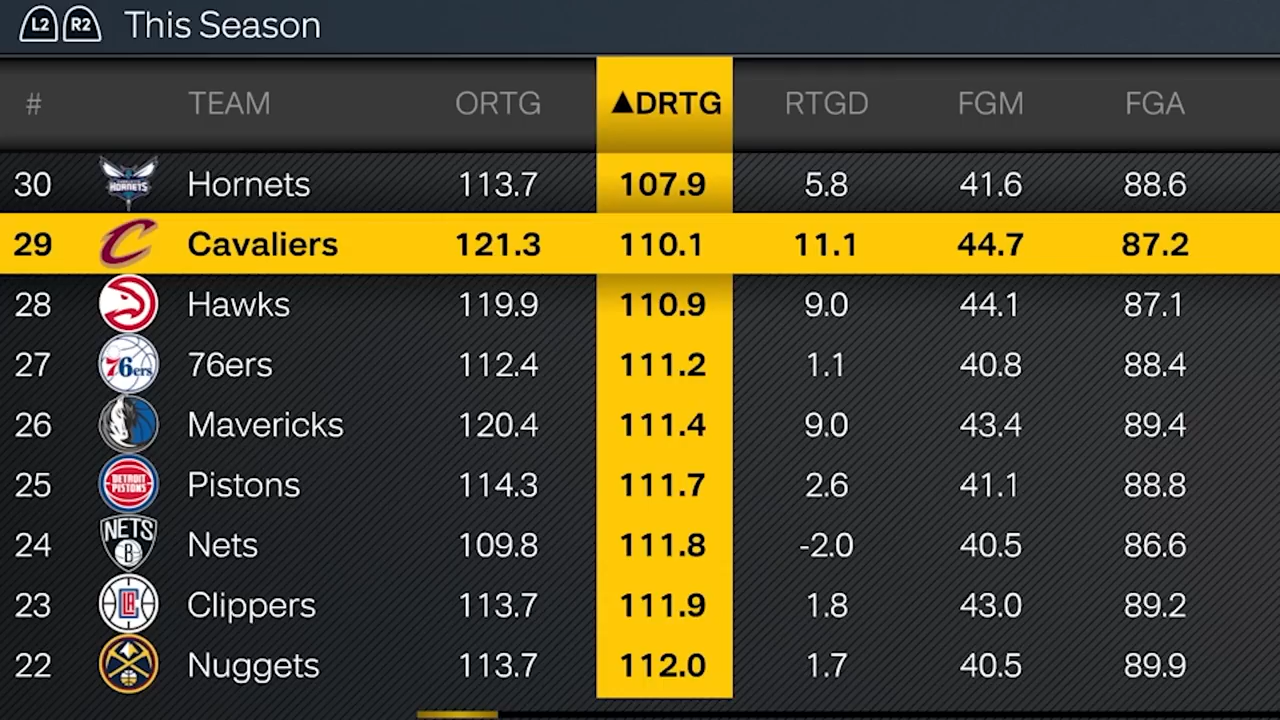 L2 R2 This Season
# TEAM ORTG ▲DRTG RTGD FGM FGA
30 HORNETS Hornets 113.7 107.9 5.8 41.6 88.6
29 C Cavaliers 121.3 110.1 11.1 44.7 87.2
28 Hawks 119.9 110.9 9.0 44.1 87.1
27 76ers 76ers 112.4 111.2 1.1 40.8 88.4
26 Mavericks 120.4 111.4 9.0 43.4 89.4
25 DETROIT PISTONS Pistons 114.3 111.7 2.6 41.1 88.8
24 NETS B Nets 109.8 111.8 -2.0 40.5 86.6
23 LA Clippers 113.7 111.9 1.8 43.0 89.2
22 Nuggets 113.7 112.0 1.7 40.5 89.9